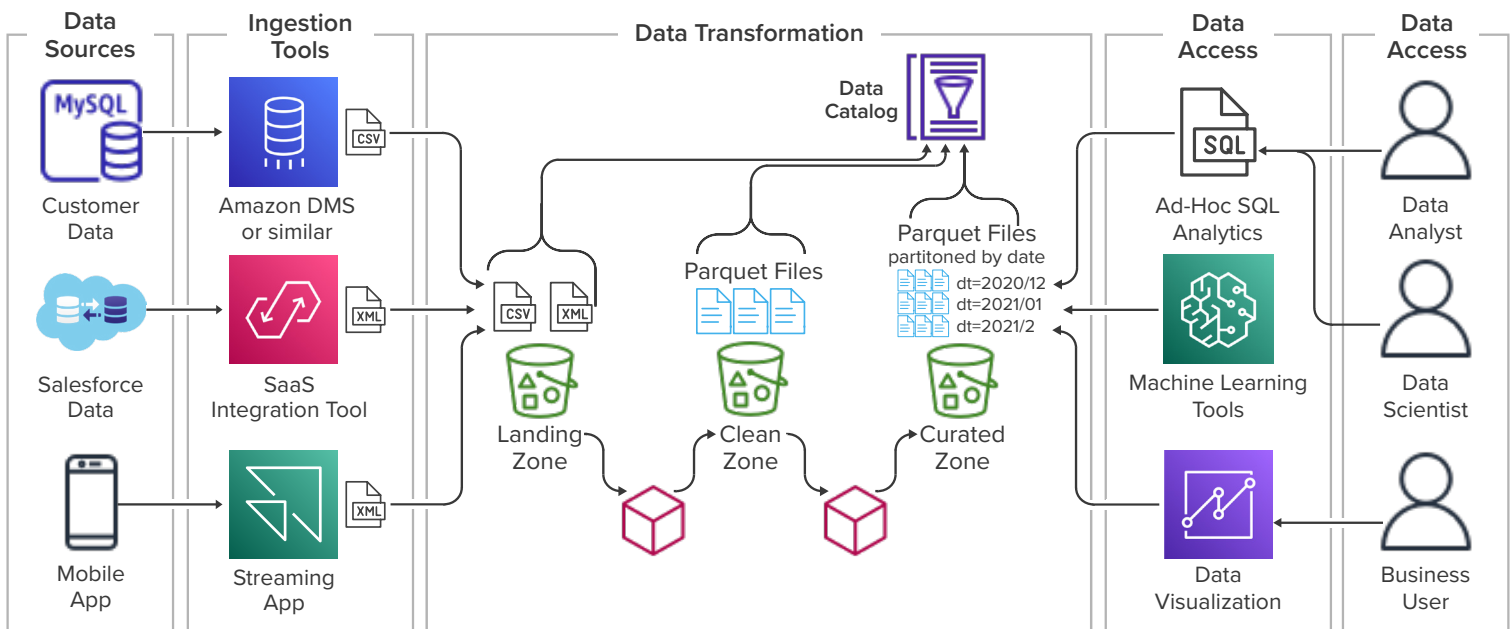 Data
Sources
MySQL
Customer
Data
Salesforce
Data
Mobile
App
Ingestion
Tools
CSV
Amazon DMS
or similar
XML
SaaS
Integration Tool
XML
Streaming
App
Data Transformation
Data
Catalog
CSV
XML
Landing
Zone
Parquet Files
Clean
Zone
Parquet Files
partitoned by date
dt=2020/12
dt=2021/01
dt=2021/2
Curated
Zone
Data
Access
SQL
Ad-Hoc SQL
Analytics
Machine Learning
Tools
Data
Visualization
Data
Access
Data
Analyst
Data
Scientist
Business
User